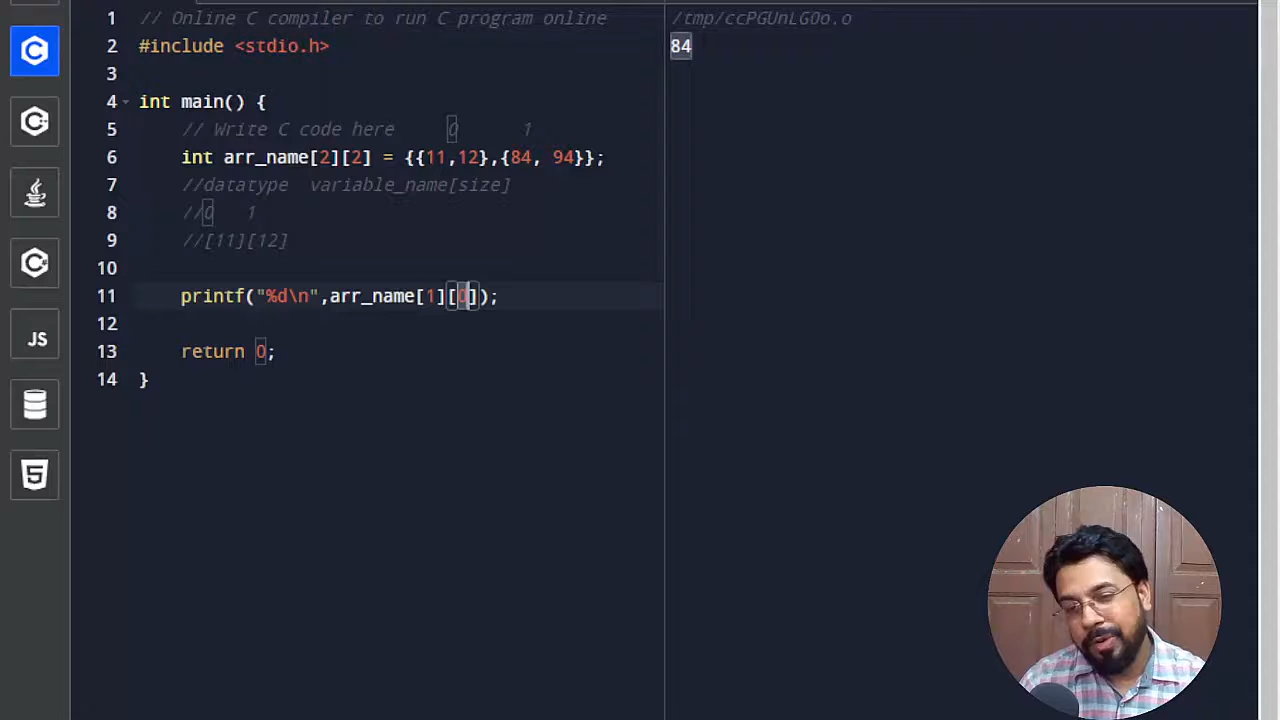 1 // Online C compiler to run C program online
2 #include <stdio.h>
3
4 int main() {
5 // Write C code here 0 1
6 int arr_name[2][2] = {{11,12},{84, 94}};
7 //datatype variable_name[size]
8 //0 1
9 //[11][12]
10
11 printf("%d\n",arr_name[1][0]);
12
13 return 0;
14 }
/tmp/ccPGUnLGOo.o
84
C
C
C
JS
5